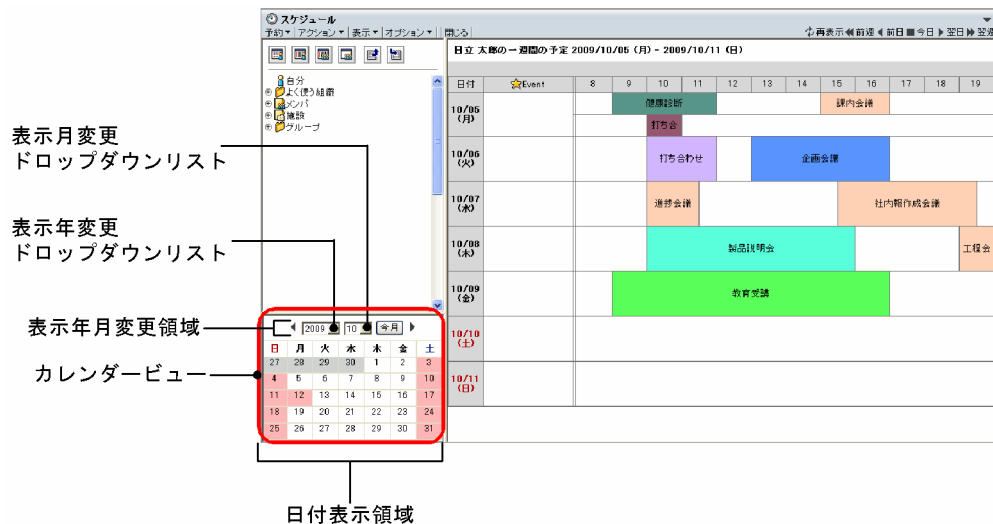 スケジュール
予約 アクション 表示 オプション 閉じる
再表示 前週 前日 今日 翌日 翌週
日立 太郎の一週間の予定 2009/10/05 (月) - 2009/10/11 (日)
自分
よく使う組織
メンバ
施設
グループ
日付 Event 8 9 10 11 12 13 14 15 16 17 18 19
10/05
(月)
健康診断 課内会議
打ち合
10/06
(火)
打ち合わせ 企画会議
10/07
(水)
進捗会議 社内報作成会議
10/08
(木)
製品説明会 工程会
10/09
(金)
教育受講
10/10
(土)
10/11
(日)
表示月変更
ドロップダウンリスト
表示年変更
ドロップダウンリスト
表示年月変更領域
カレンダービュー
2009 10 今月
日 月 火 水 木 金 土
27 28 29 30 1 2 3
4 5 6 7 8 9 10
11 12 13 14 15 16 17
18 19 20 21 22 23 24
25 26 27 28 29 30 31
日付表示領域